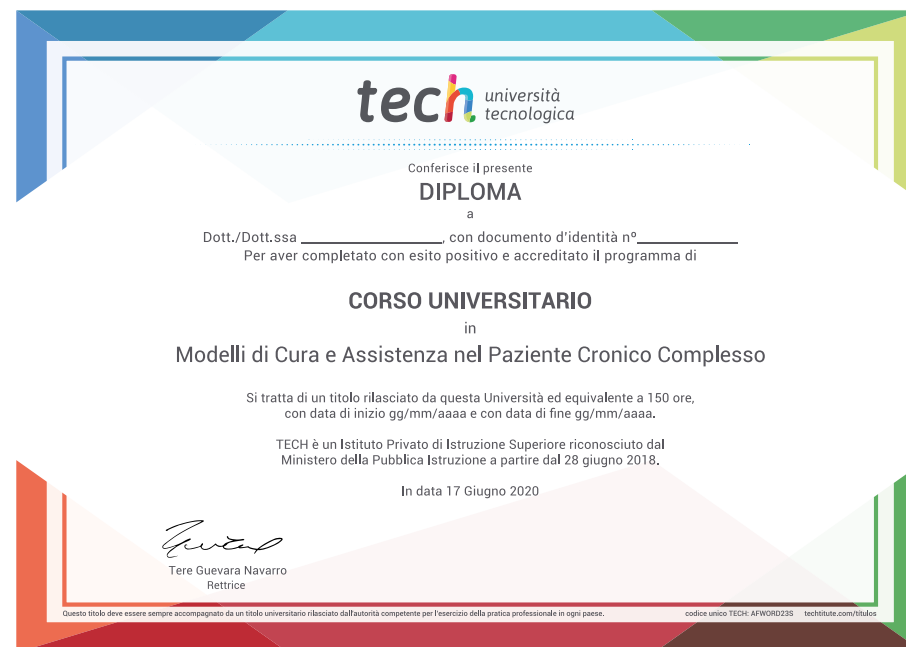 tech università
tecnologica
Conferisce il presente
DIPLOMA
a
Dott./Dott.ssa ________________, con documento d'identità nº____________
Per aver completato con esito positivo e accreditato il programma di
CORSO UNIVERSITARIO
in
Modelli di Cura e Assistenza nel Paziente Cronico Complesso
Si tratta di un titolo rilasciato da questa Università ed equivalente a 150 ore,
con data di inizio gg/mm/aaaa e con data di fine gg/mm/aaaa.
TECH è un Istituto Privato di Istruzione Superiore riconosciuto dal
Ministero della Pubblica Istruzione a partire dal 28 giugno 2018.
In data 17 Giugno 2020
Tere Guevara Navarro
Rettrice
Questo titolo deve essere sempre accompagnato da un titolo universitario rilasciato dall'autorità competente per l'esercizio della pratica professionale in ogni paese. codice unico TECH: AFWORD23S techtitute.com/titulos